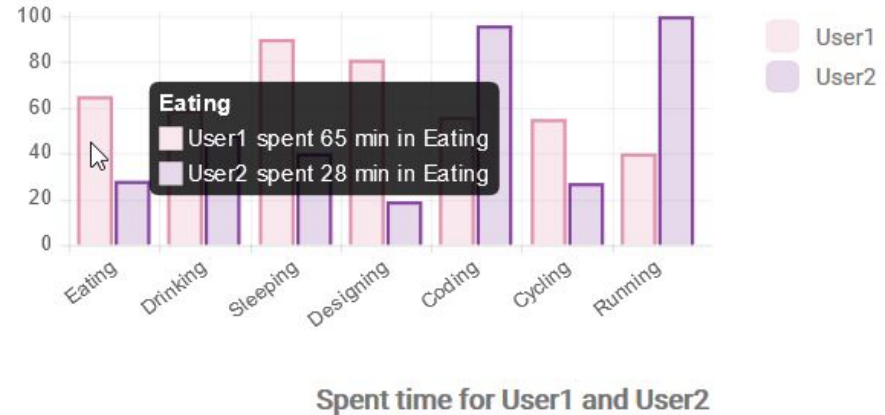 100
80
60
40
20
0
Eating
User1 spent 65 min in Eating
User2 spent 28 min in Eating
Eating
Drinking
Sleeping
Designing
Coding
Cycling
Running
User1
User2
Spent time for User1 and User2